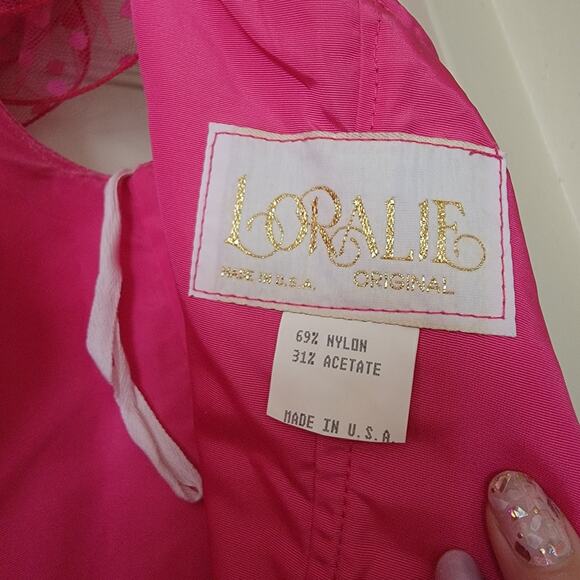 LORALIE
MADE IN U.S.A. ORIGINAL
69% NYLON
31% ACETATE
MADE IN U.S.A.